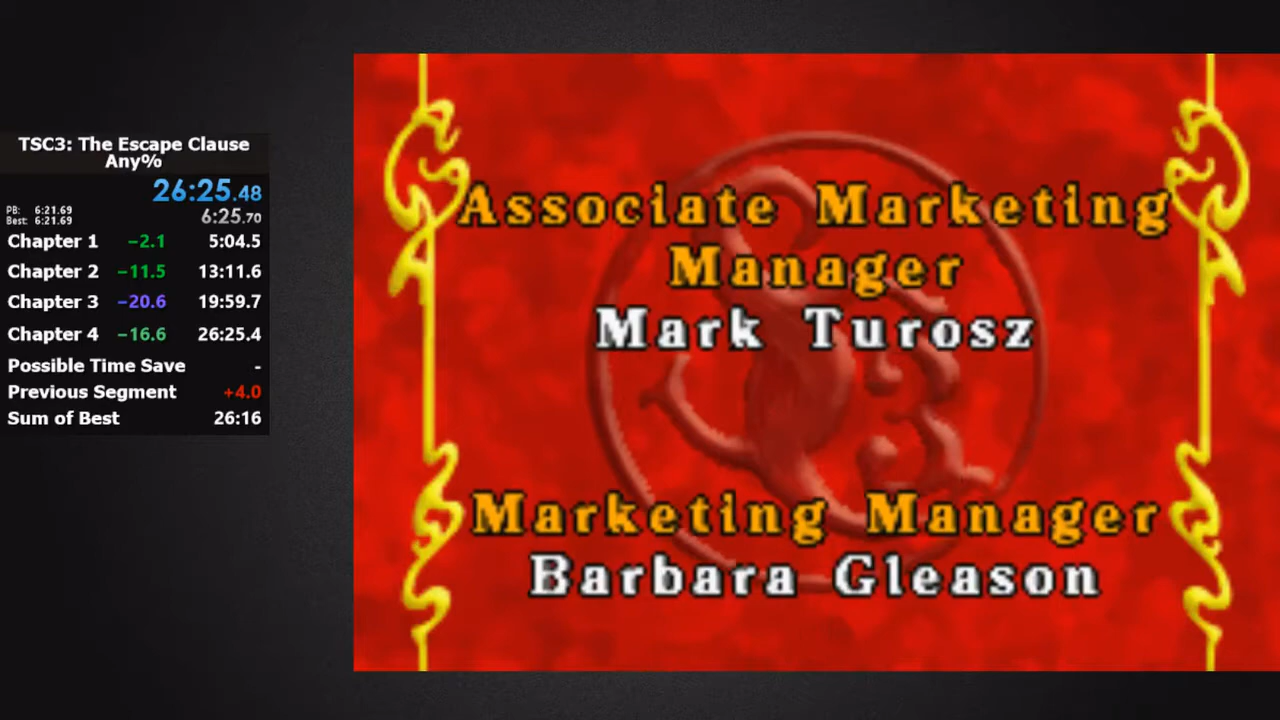 TSC3: The Escape Clause
Any%
26:25.48
PB: 6:21.69
Best: 6:21.69
6:25.70
Chapter 1 -2.1 5:04.5
Chapter 2 -11.5 13:11.6
Chapter 3 -20.6 19:59.7
Chapter 4 -16.6 26:25.4
Possible Time Save -
Previous Segment +4.0
Sum of Best 26:16
Associate Marketing
Manager
Mark Turosz
Marketing Manager
Barbara Gleason